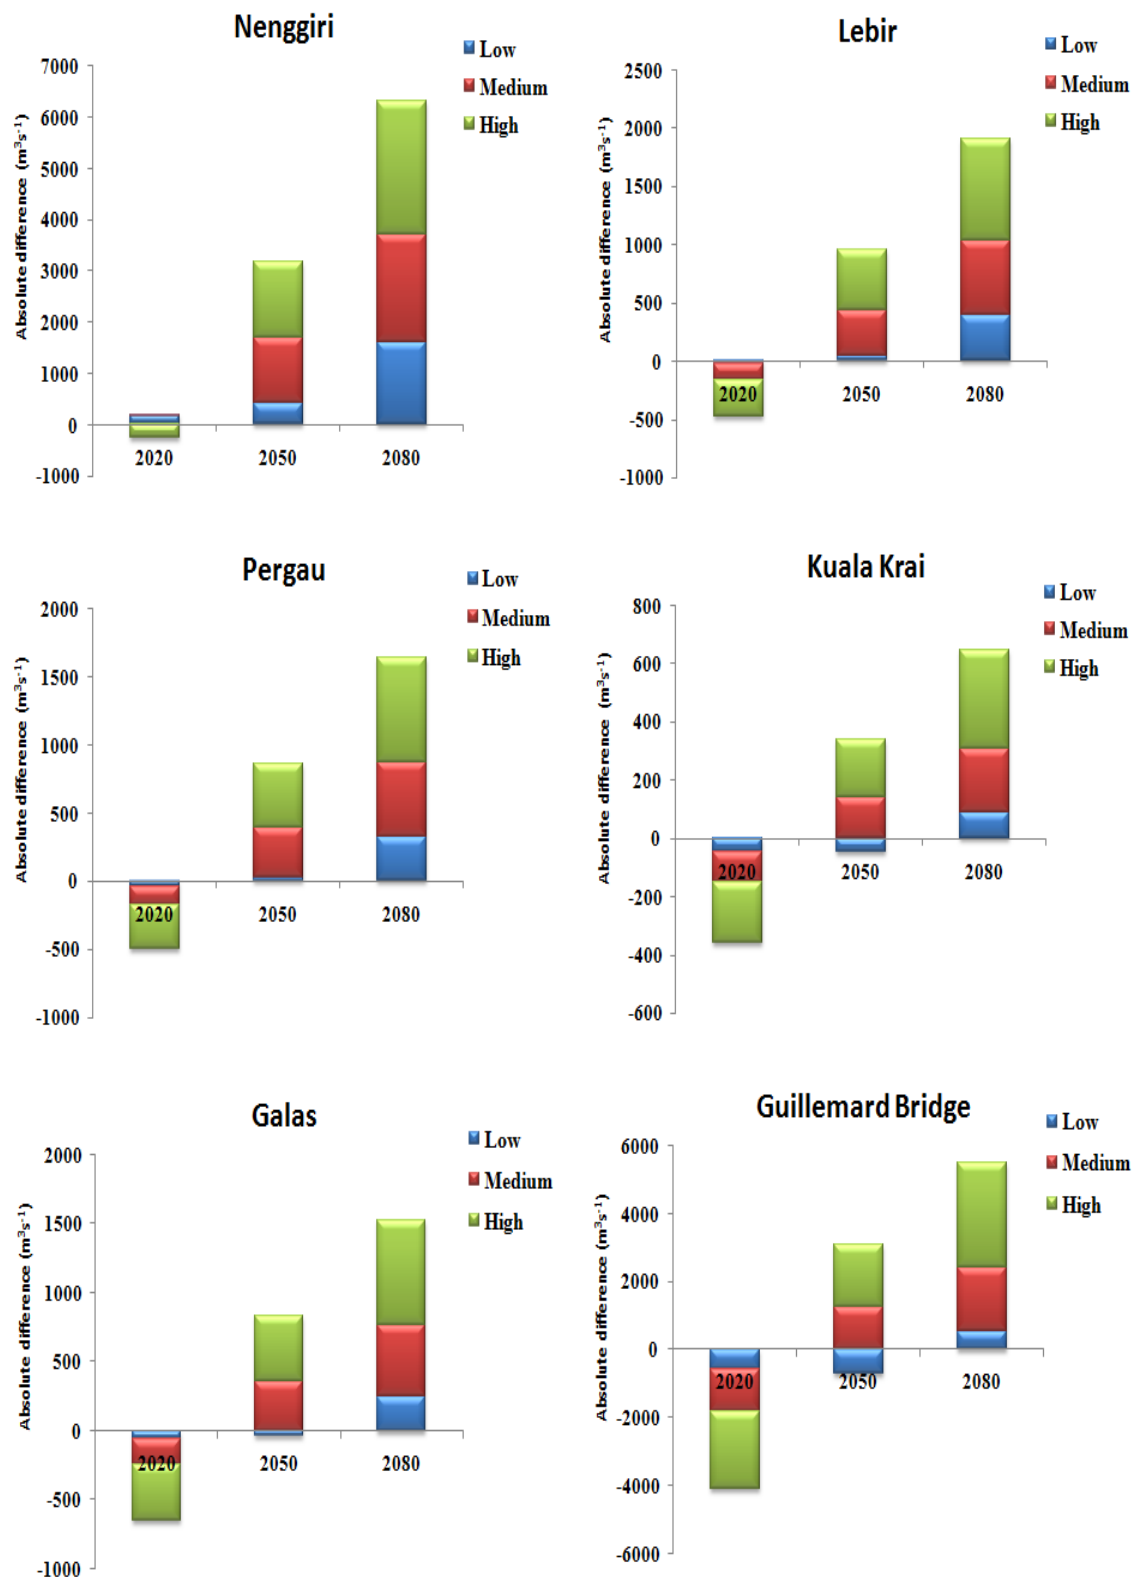 Nenggiri
Low
Medium
High
Absolute difference (m³s⁻¹)
7000
6000
5000
4000
3000
2000
1000
0
-1000
2020
2050
2080
Lebir
Low
Medium
High
Absolute difference (m³s⁻¹)
2500
2000
1500
1000
500
0
-500
-1000
2020
2050
2080
Pergau
Low
Medium
High
Absolute difference (m³s⁻¹)
2000
1500
1000
500
0
-500
-1000
2020
2050
2080
Kuala Krai
Low
Medium
High
Absolute difference (m³s⁻¹)
800
600
400
200
0
-200
-400
-600
2020
2050
2080
Galas
Low
Medium
High
Absolute difference (m³s⁻¹)
2000
1500
1000
500
0
-500
-1000
2020
2050
2080
Guillemard Bridge
Low
Medium
High
Absolute difference (m³s⁻¹)
6000
4000
2000
0
-2000
-4000
-6000
2020
2050
2080